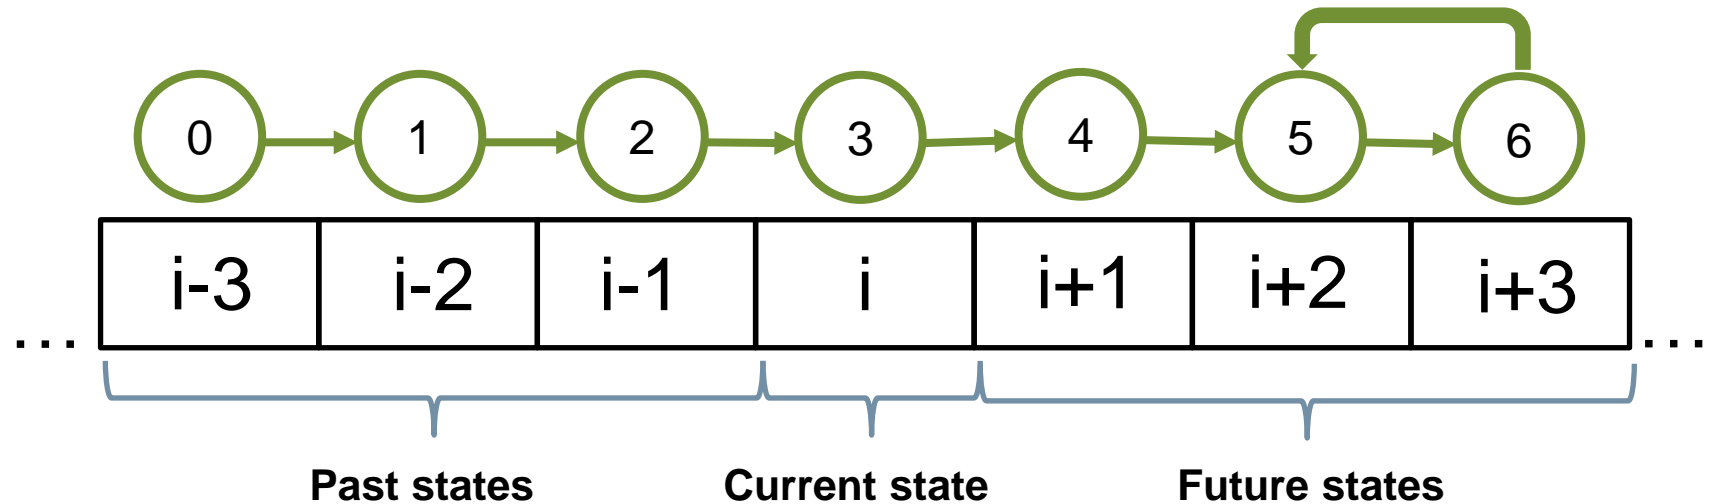 0 1 2 3 4 5 6
... i-3 i-2 i-1 i i+1 i+2 i+3 ...
Past states Current state Future states